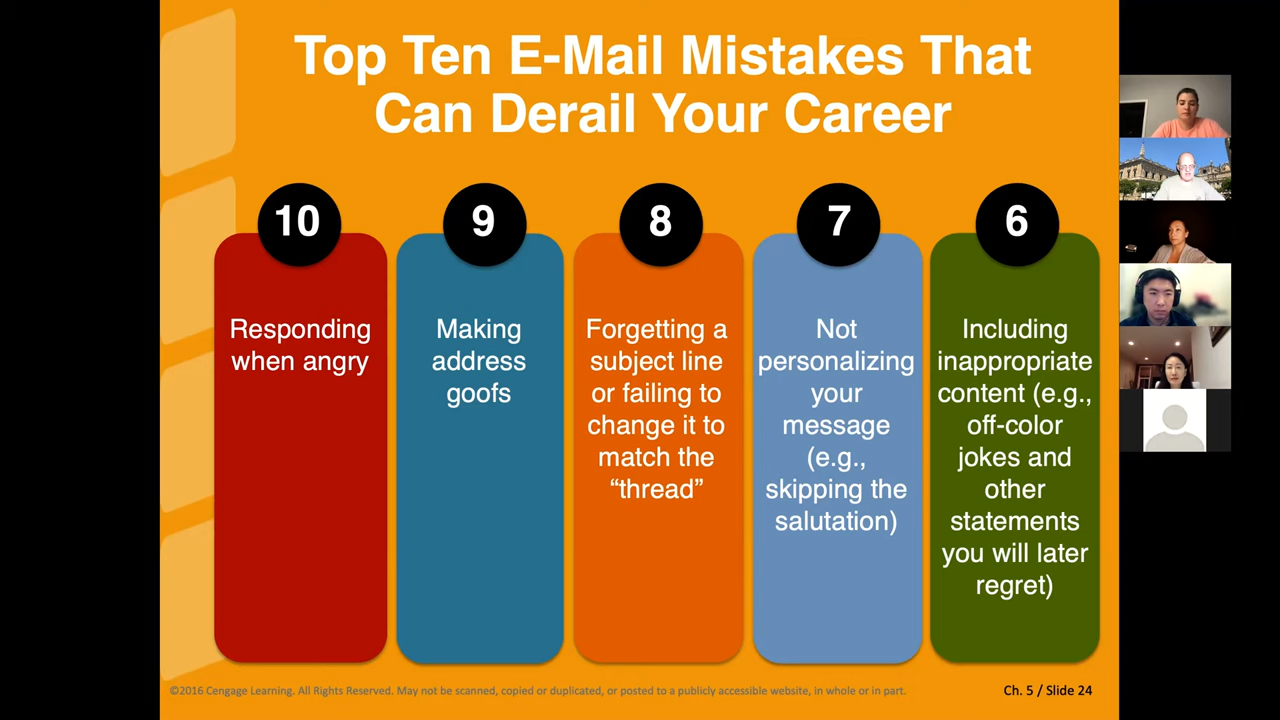 Top Ten E-Mail Mistakes That
Can Derail Your Career
10
Responding
when angry
9
Making
address
goofs
8
Forgetting a
subject line
or failing to
change it to
match the
“thread”
7
Not
personalizing
your
message
(e.g.,
skipping the
salutation)
6
Including
inappropriate
content (e.g.,
off-color
jokes and
other
statements
you will later
regret)
©2016 Cengage Learning. All Rights Reserved. May not be scanned, copied or duplicated, or posted to a publicly accessible website, in whole or in part.
Ch. 5 / Slide 24